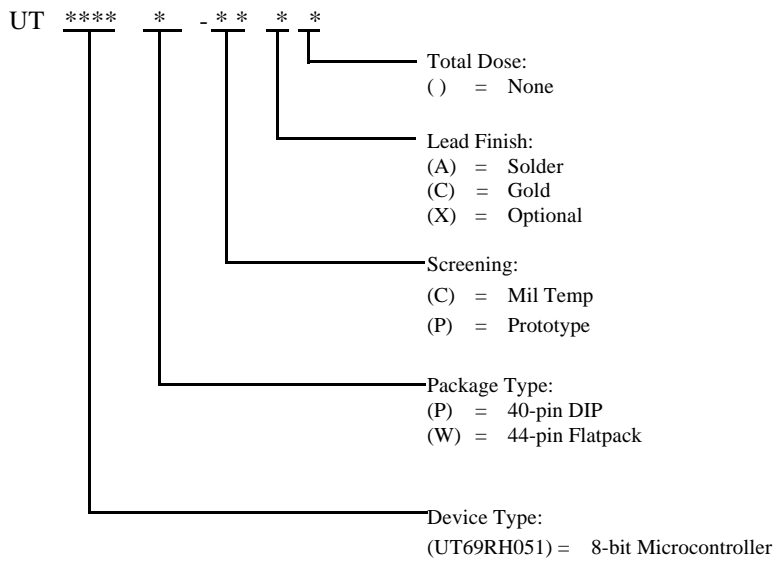 UT **** * - * * * *
Total Dose:
( ) = None
Lead Finish:
(A) = Solder
(C) = Gold
(X) = Optional
Screening:
(C) = Mil Temp
(P) = Prototype
Package Type:
(P) = 40-pin DIP
(W) = 44-pin Flatpack
Device Type:
(UT69RH051) = 8-bit Microcontroller